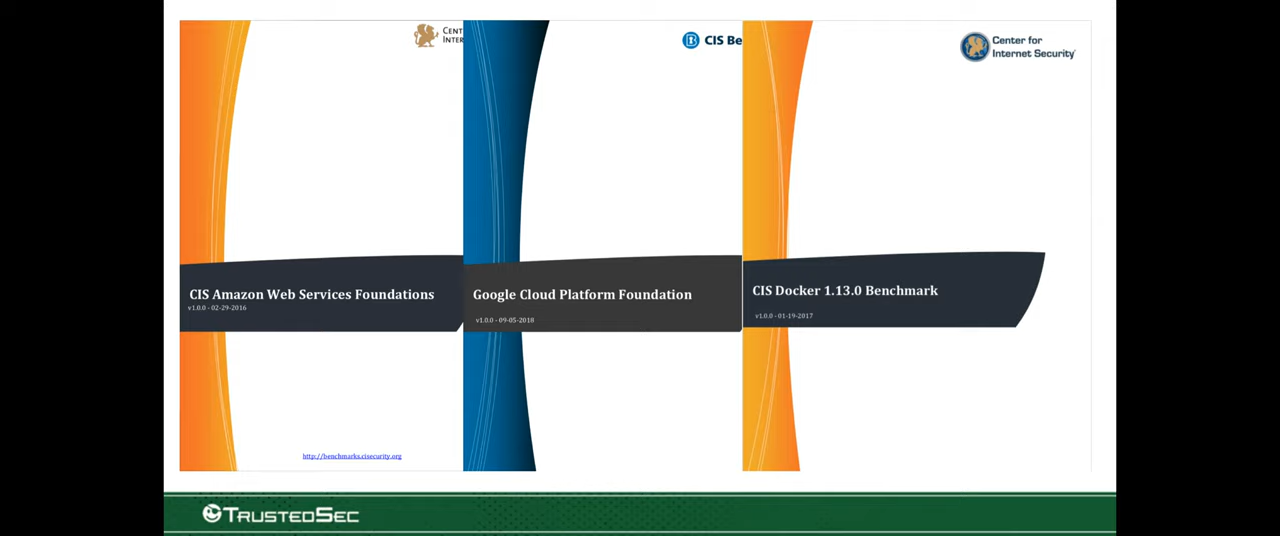 CENT
INTER
CIS Be
Center for
Internet Security
CIS Amazon Web Services Foundations
v1.0.0 - 02-29-2016
Google Cloud Platform Foundation
v1.0.0 - 09-05-2018
CIS Docker 1.13.0 Benchmark
v1.0.0 - 01-19-2017
http://benchmarks.cisecurity.org
TRUSTEDSEC